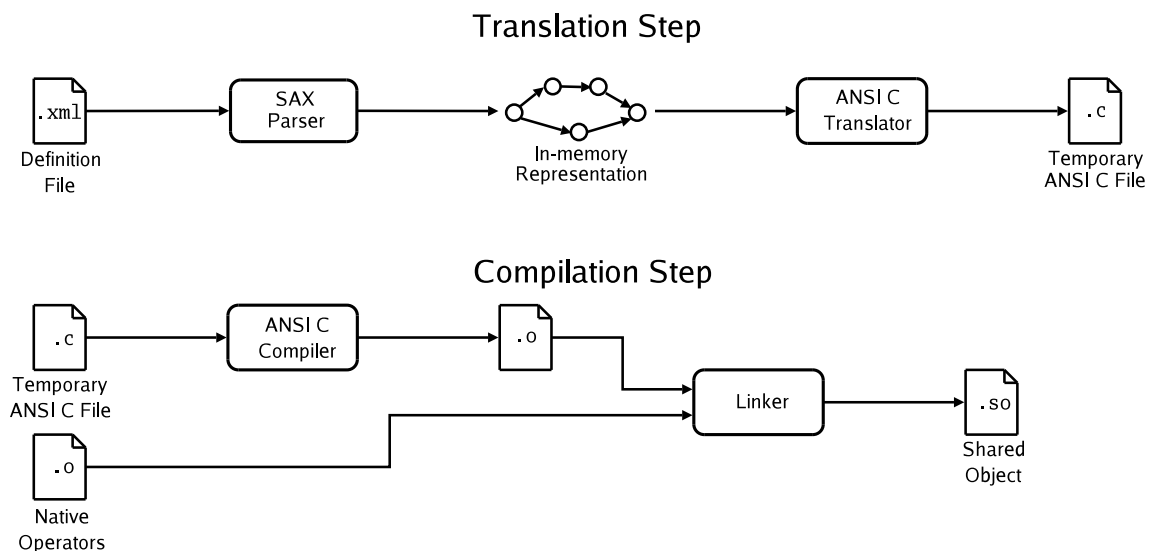 Translation Step
.xml
Definition
File
SAX
Parser
In-memory
Representation
ANSI C
Translator
.c
Temporary
ANSI C File
Compilation Step
.c
Temporary
ANSI C File
ANSI C
Compiler
.o
.o
Native
Operators
Linker
.so
Shared
Object